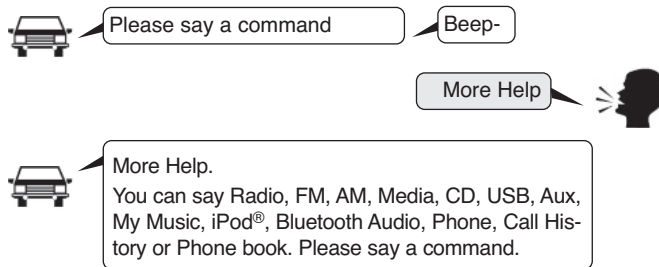 Please say a command
Beep-
More Help
More Help.
You can say Radio, FM, AM, Media, CD, USB, Aux,
My Music, iPod®, Bluetooth Audio, Phone, Call His-
tory or Phone book. Please say a command.